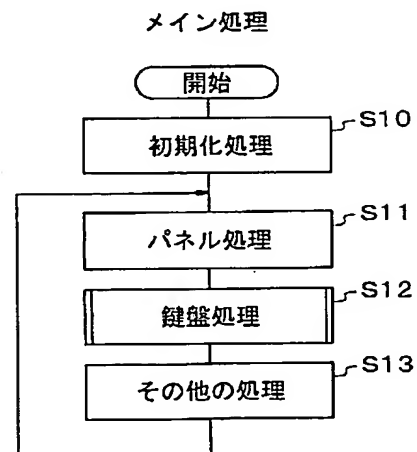 メイン処理
開始
初期化処理
S10
パネル処理
S11
鍵盤処理
S12
その他の処理
S13